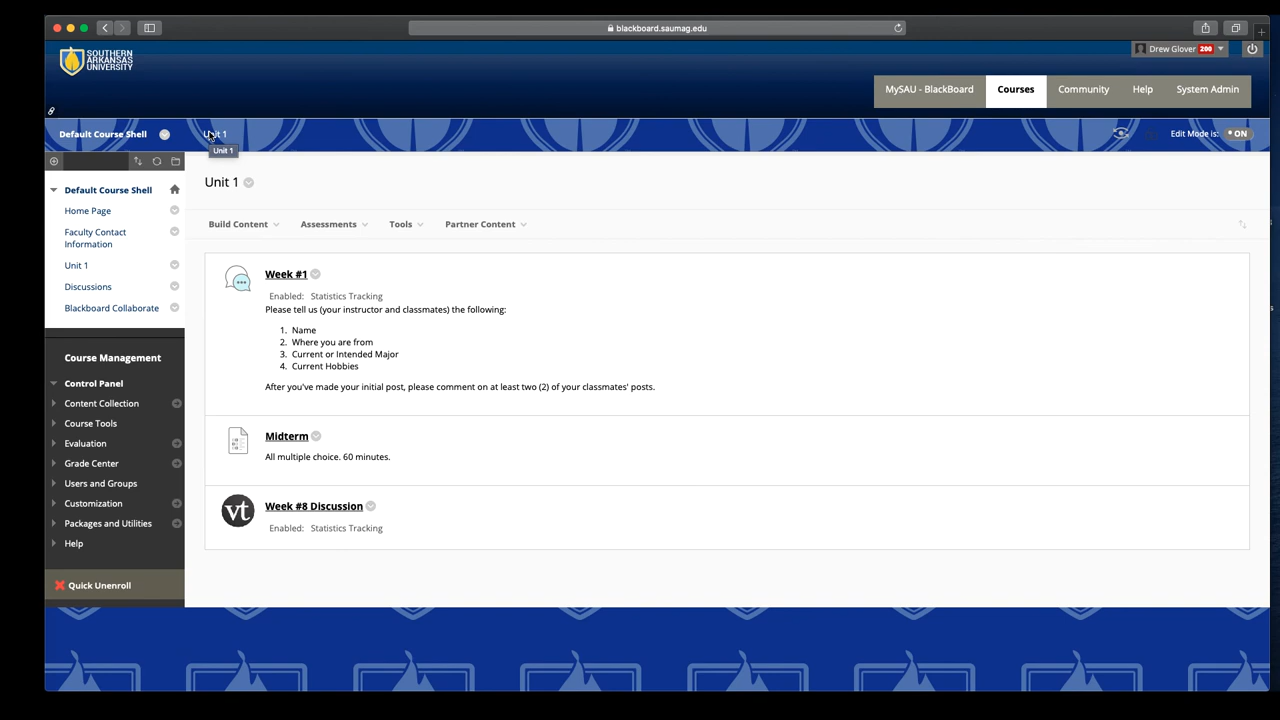 blackboard.saumag.edu
SOUTHERN
ARKANSAS
UNIVERSITY
Drew Glover 200
MySAU - BlackBoard Courses Community Help System Admin
Default Course Shell Unit 1 Edit Mode is: ON
Unit 1
Default Course Shell
Home Page
Faculty Contact
Information
Unit 1
Discussions
Blackboard Collaborate
Course Management
Control Panel
Content Collection
Course Tools
Evaluation
Grade Center
Users and Groups
Customization
Packages and Utilities
Help
Quick Unenroll
Unit 1
Build Content Assessments Tools Partner Content
Week #1
Enabled: Statistics Tracking
Please tell us (your instructor and classmates) the following:
1. Name
2. Where you are from
3. Current or Intended Major
4. Current Hobbies
After you've made your initial post, please comment on at least two (2) of your classmates' posts.
Midterm
All multiple choice. 60 minutes.
vt
Week #8 Discussion
Enabled: Statistics Tracking